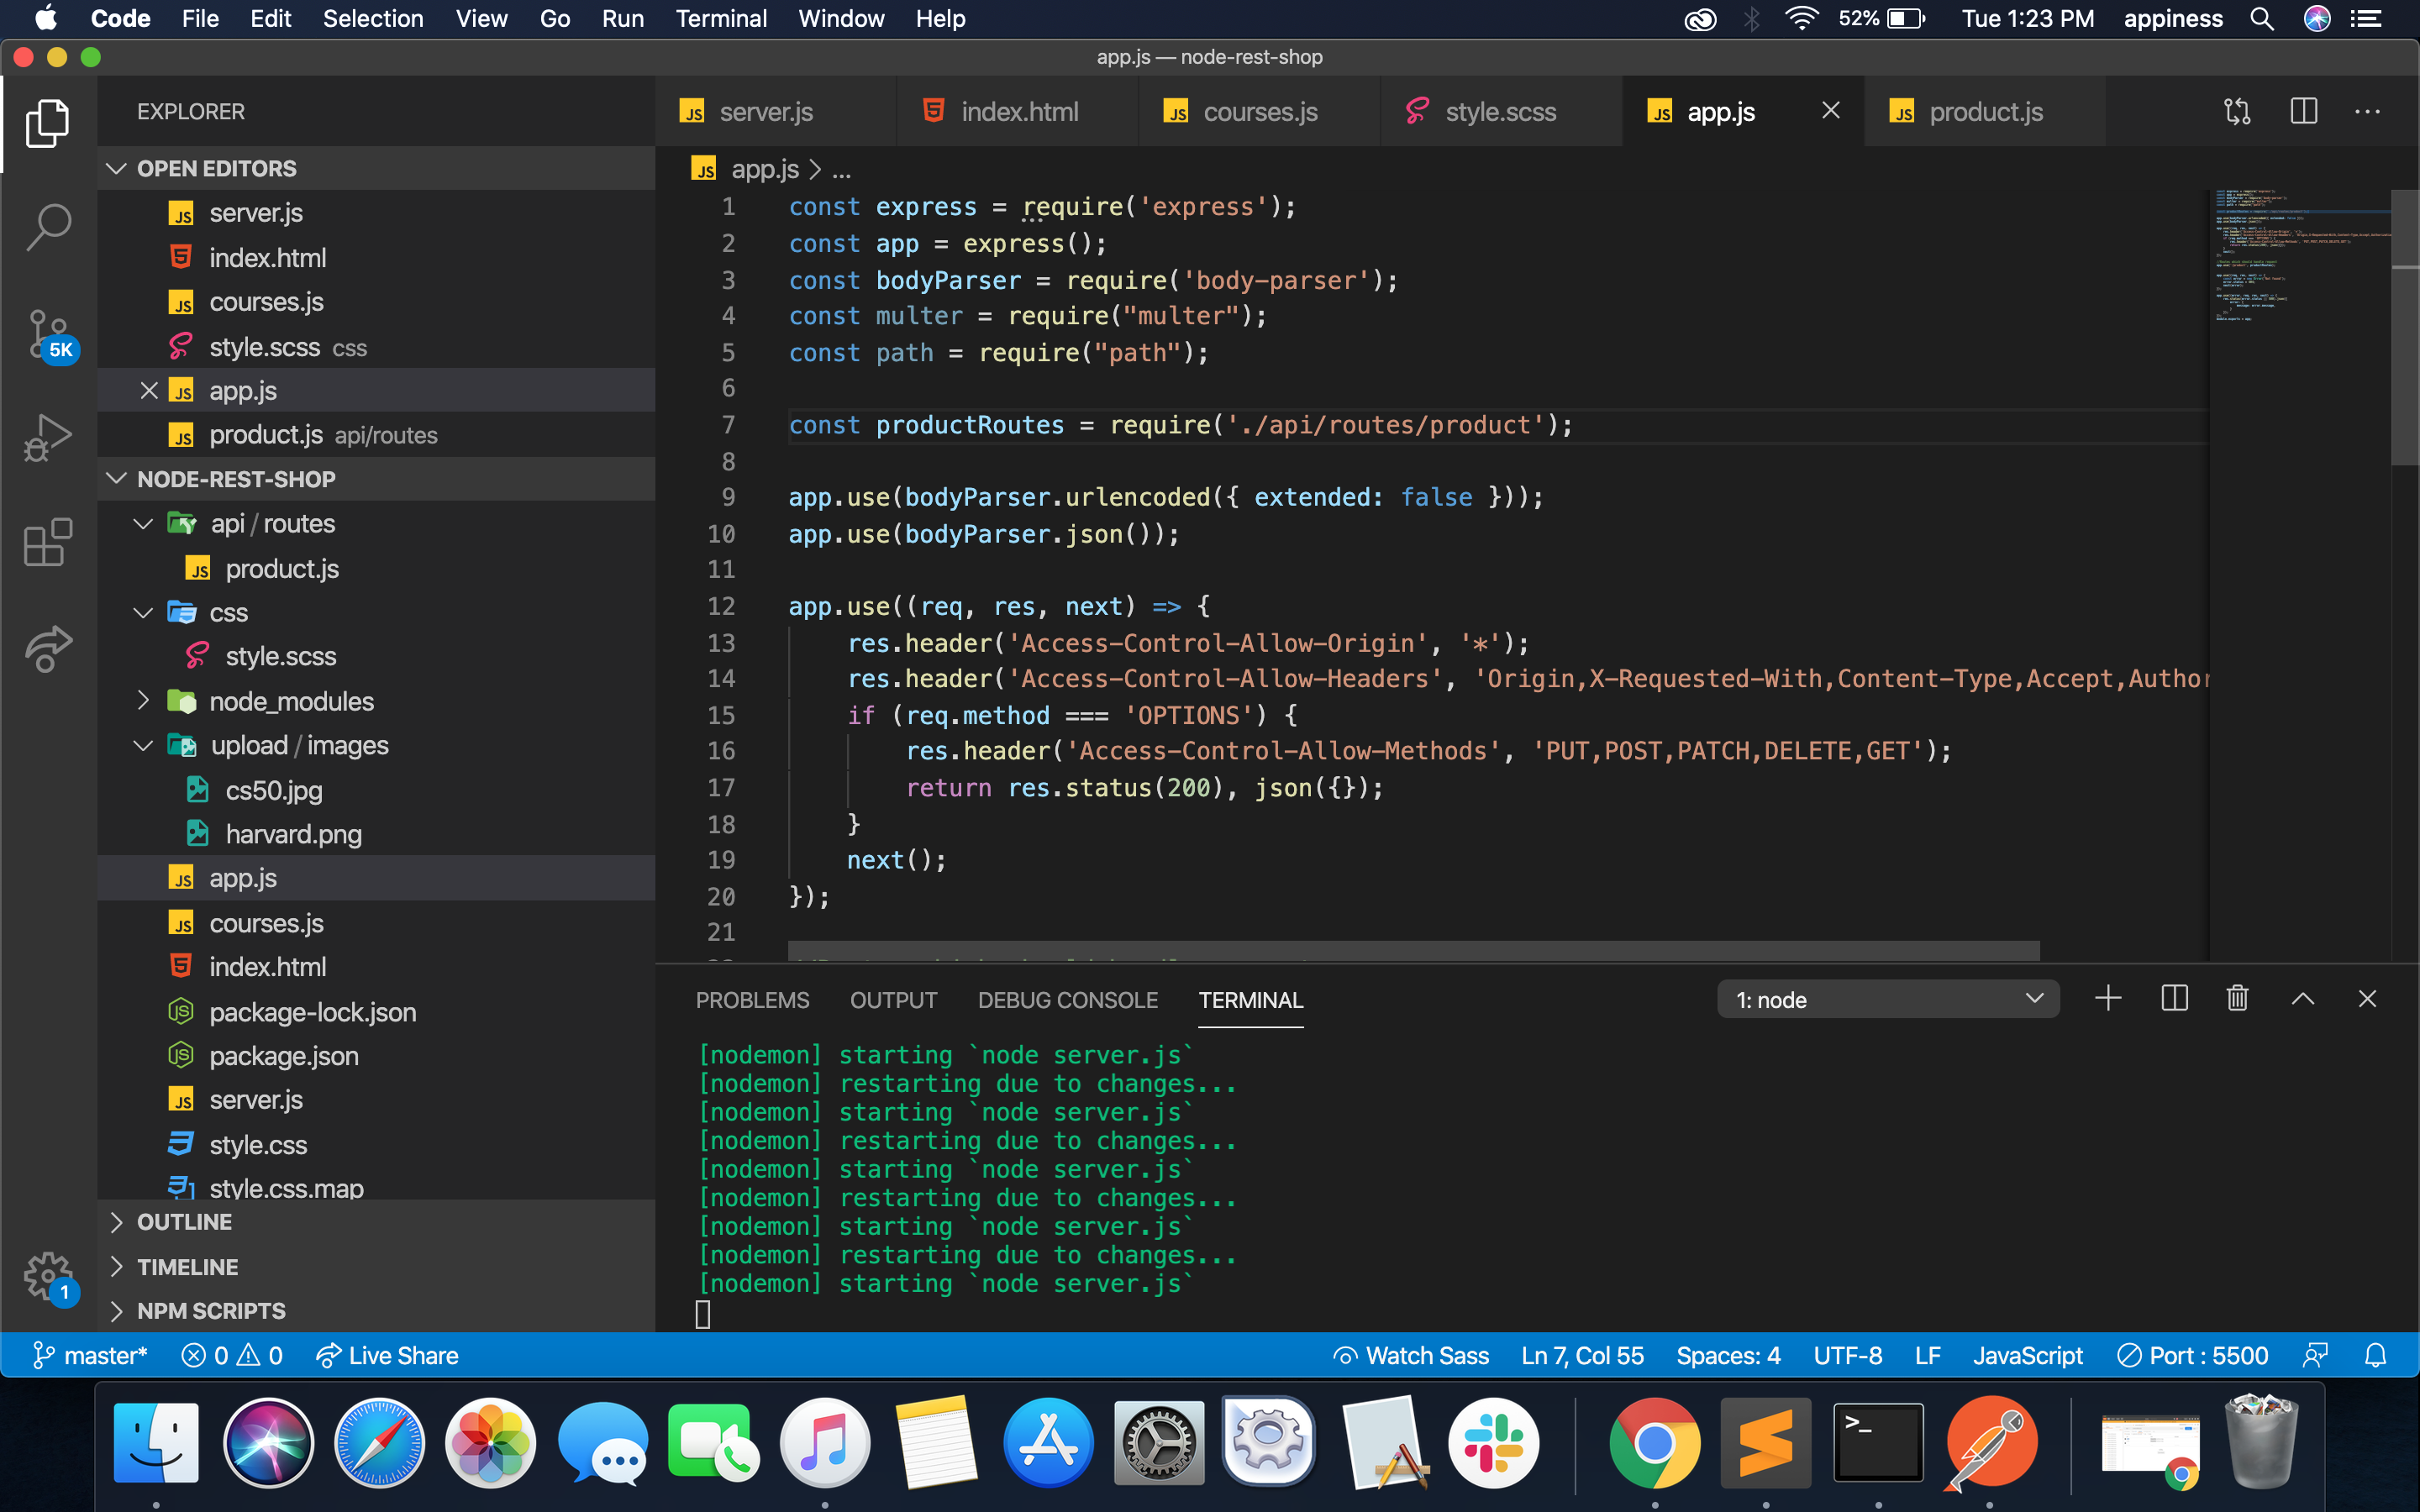 Code File Edit Selection View Go Run Terminal Window Help 52% Tue 1:23 PM appiness
app.js — node-rest-shop
EXPLORER
OPEN EDITORS
server.js
index.html
courses.js
style.scss css
app.js
product.js api/routes
NODE-REST-SHOP
api / routes
product.js
css
style.scss
node_modules
upload / images
cs50.jpg
harvard.png
app.js
courses.js
index.html
package-lock.json
package.json
server.js
style.css
style.css.map
OUTLINE
TIMELINE
NPM SCRIPTS
5K
1
server.js index.html courses.js style.scss app.js product.js
app.js > ...
1 const express = require('express');
2 const app = express();
3 const bodyParser = require('body-parser');
4 const multer = require("multer");
5 const path = require("path");
6
7 const productRoutes = require('./api/routes/product');
8
9 app.use(bodyParser.urlencoded({ extended: false }));
10 app.use(bodyParser.json());
11
12 app.use((req, res, next) => {
13 res.header('Access-Control-Allow-Origin', '*');
14 res.header('Access-Control-Allow-Headers', 'Origin,X-Requested-With,Content-Type,Accept,Author
15 if (req.method === 'OPTIONS') {
16 res.header('Access-Control-Allow-Methods', 'PUT,POST,PATCH,DELETE,GET');
17 return res.status(200), json({});
18 }
19 next();
20 });
21
PROBLEMS OUTPUT DEBUG CONSOLE TERMINAL 1: node
[nodemon] starting `node server.js`
[nodemon] restarting due to changes...
[nodemon] starting `node server.js`
[nodemon] restarting due to changes...
[nodemon] starting `node server.js`
[nodemon] restarting due to changes...
[nodemon] starting `node server.js`
[nodemon] restarting due to changes...
[nodemon] starting `node server.js`
master* 0 0 Live Share Watch Sass Ln 7, Col 55 Spaces: 4 UTF-8 LF JavaScript Port : 5500